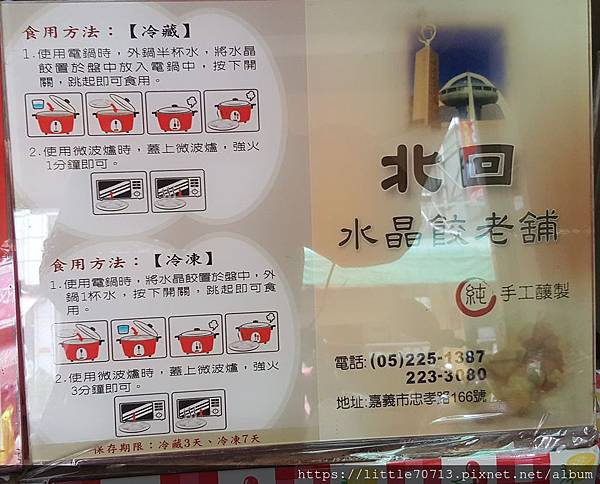 食用方法：【冷藏】
1.使用電鍋時，外鍋半杯水，將水晶
餃置於盤中放入電鍋中，按下開
關，跳起即可食用。
2.使用微波爐時，蓋上微波爐，強火
1分鐘即可。
食用方法：【冷凍】
1.使用電鍋時，將水晶餃置於盤中，外
鍋1杯水，按下開關，跳起即可食
用。
2.使用微波爐時，蓋上微波爐，強火
3分鐘即可。
保存期限：冷藏3天、冷凍7天
北回
水晶餃老舖
純 手工釀製
電話:(05)225-1387
223-3080
地址:嘉義市忠孝路166號
https://little70713.pixnet.net/album